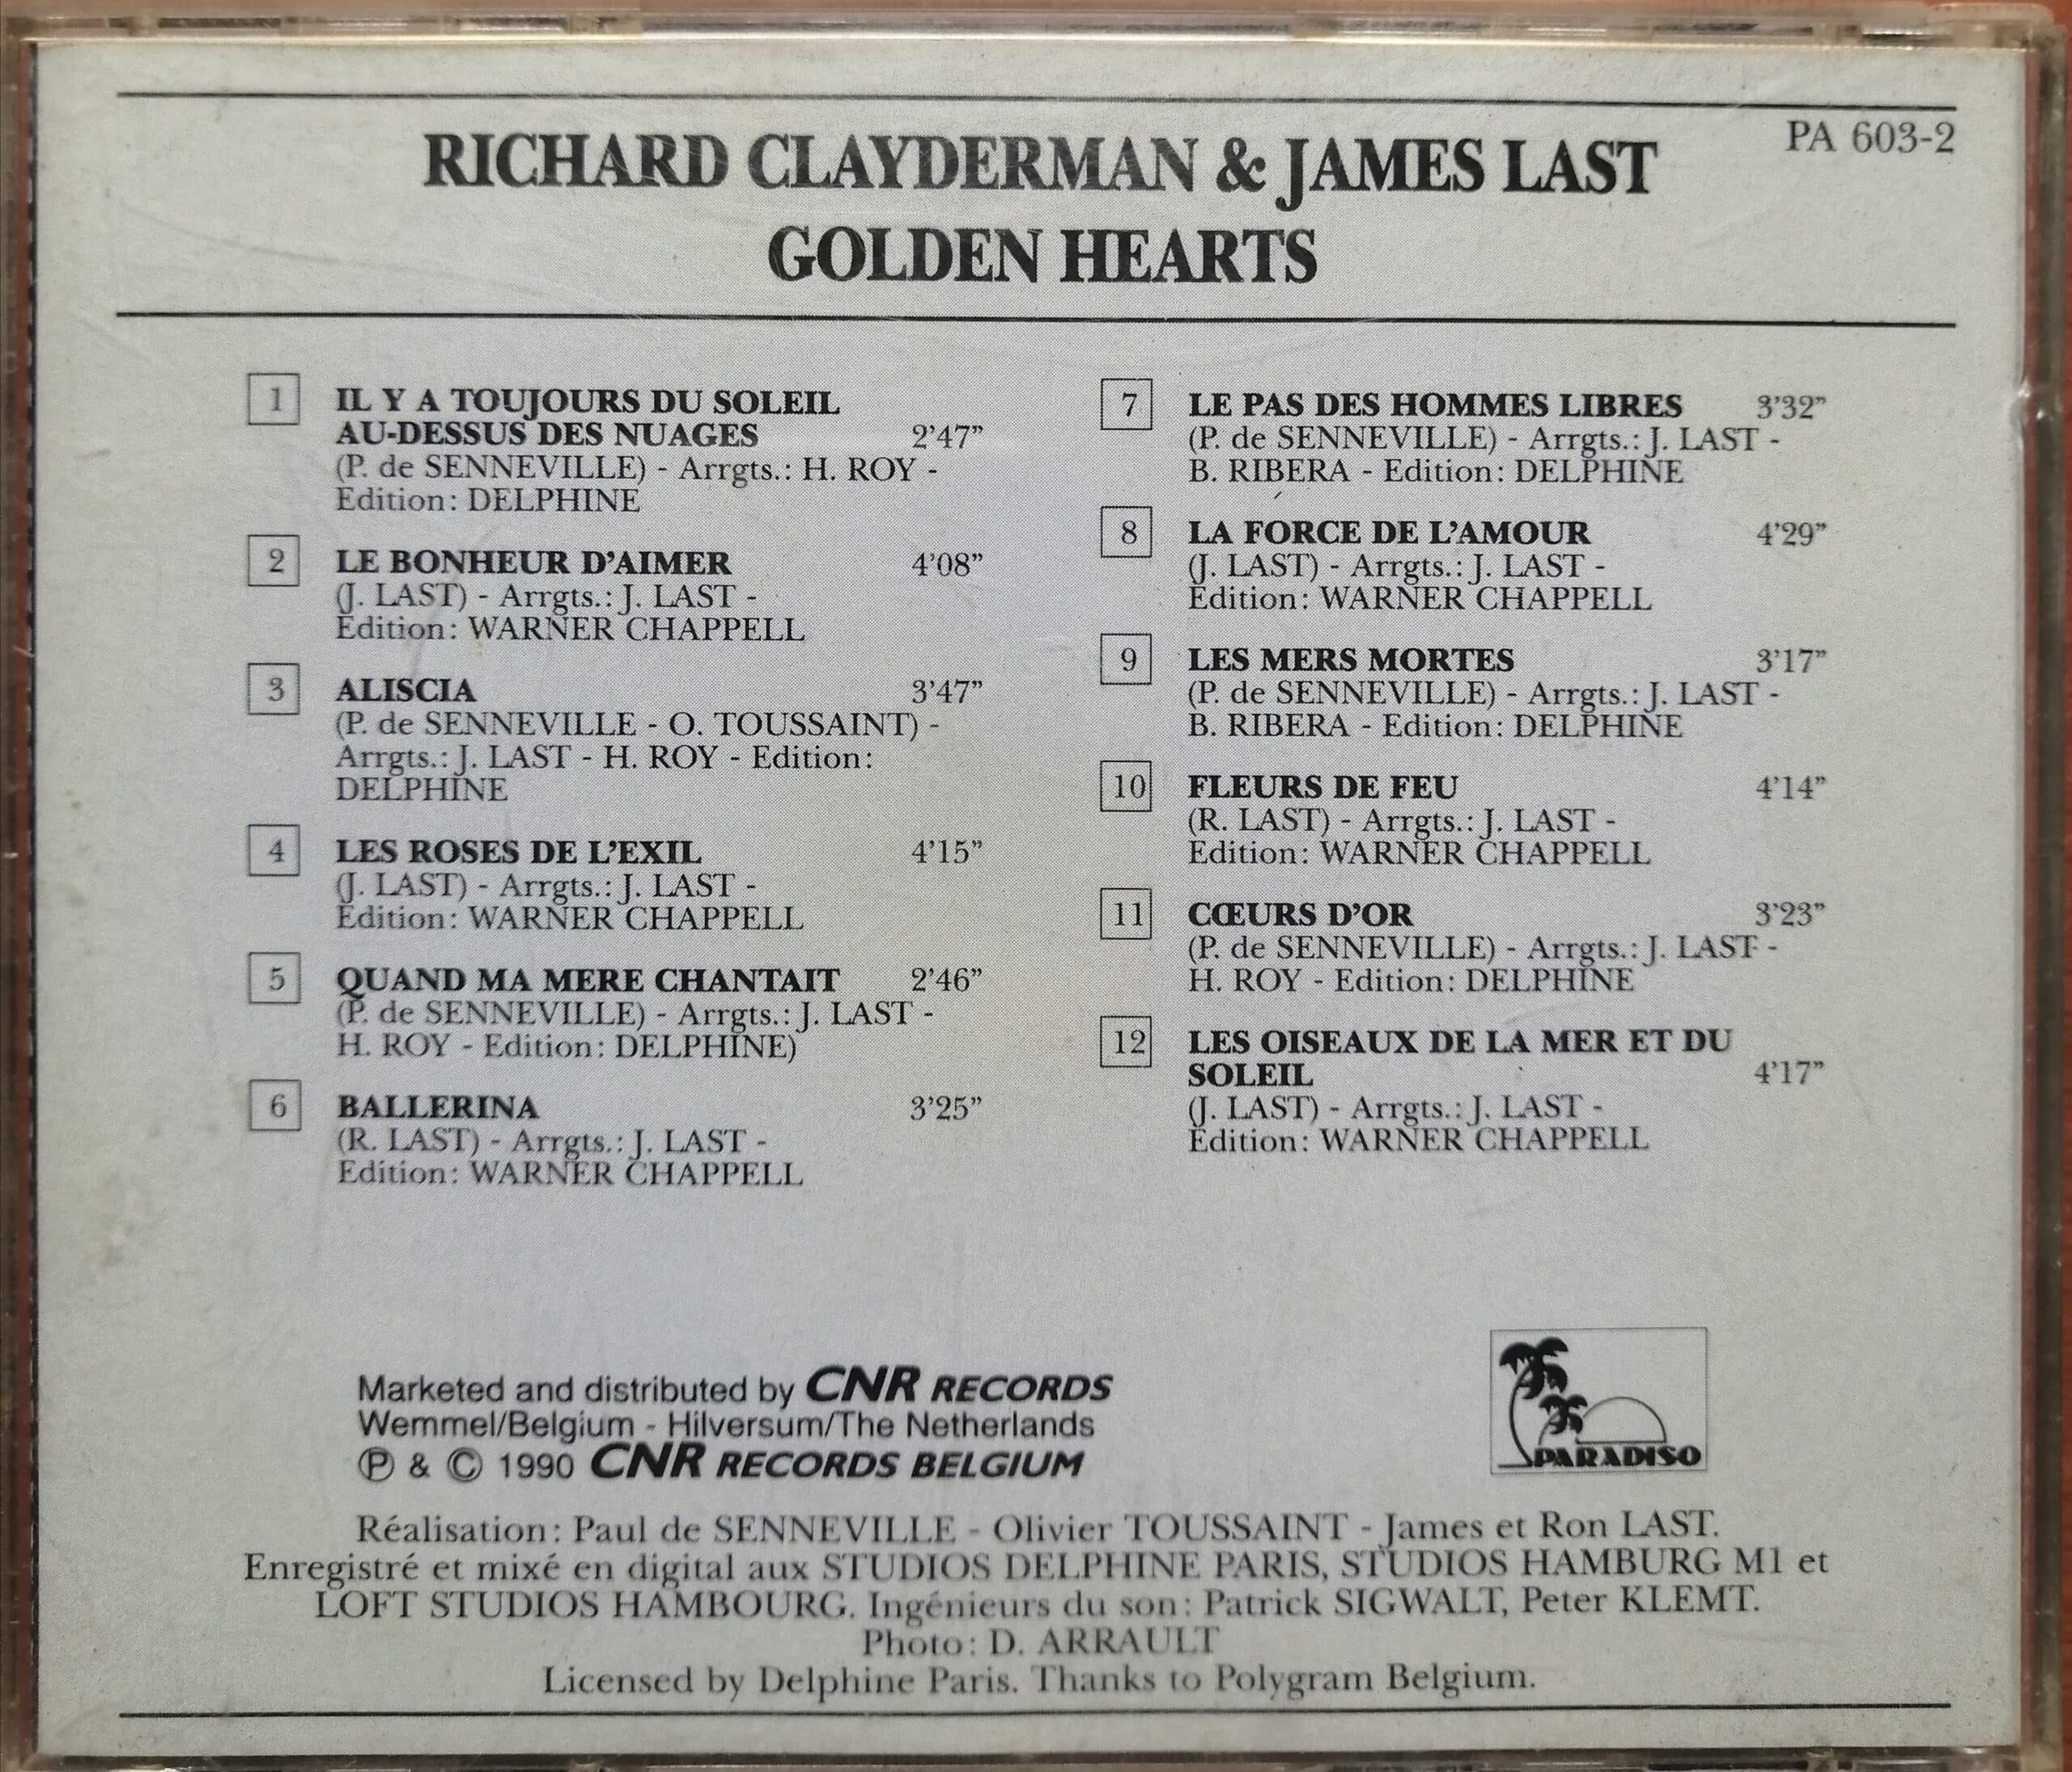 PA 603-2
RICHARD CLAYDERMAN & JAMES LAST
GOLDEN HEARTS
1 IL Y A TOUJOURS DU SOLEIL
AU-DESSUS DES NUAGES 2'47"
(P. de SENNEVILLE) - Arrgts.: H. ROY -
Edition: DELPHINE
2 LE BONHEUR D'AIMER 4'08"
(J. LAST) - Arrgts.: J. LAST -
Edition: WARNER CHAPPELL
3 ALISCIA 3'47"
(P. de SENNEVILLE - O. TOUSSAINT) -
Arrgts.: J. LAST - H. ROY - Edition:
DELPHINE
4 LES ROSES DE L'EXIL 4'15"
(J. LAST) - Arrgts.: J. LAST -
Edition: WARNER CHAPPELL
5 QUAND MA MERE CHANTAIT 2'46"
(P. de SENNEVILLE) - Arrgts.: J. LAST -
H. ROY - Edition: DELPHINE)
6 BALLERINA 3'25"
(R. LAST) - Arrgts.: J. LAST -
Edition: WARNER CHAPPELL
7 LE PAS DES HOMMES LIBRES 3'32"
(P. de SENNEVILLE) - Arrgts.: J. LAST -
B. RIBERA - Edition: DELPHINE
8 LA FORCE DE L'AMOUR 4'29"
(J. LAST) - Arrgts.: J. LAST -
Edition: WARNER CHAPPELL
9 LES MERS MORTES 3'17"
(P. de SENNEVILLE) - Arrgts.: J. LAST -
B. RIBERA - Edition: DELPHINE
10 FLEURS DE FEU 4'14"
(R. LAST) - Arrgts.: J. LAST -
Edition: WARNER CHAPPELL
11 CŒURS D'OR 3'23"
(P. de SENNEVILLE) - Arrgts.: J. LAST -
H. ROY - Edition: DELPHINE
12 LES OISEAUX DE LA MER ET DU
SOLEIL 4'17"
(J. LAST) - Arrgts.: J. LAST -
Edition: WARNER CHAPPELL
Marketed and distributed by CNR RECORDS
Wemmel/Belgium - Hilversum/The Netherlands
℗ & © 1990 CNR RECORDS BELGIUM
PARADISO
Réalisation: Paul de SENNEVILLE - Olivier TOUSSAINT - James et Ron LAST.
Enregistré et mixé en digital aux STUDIOS DELPHINE PARIS, STUDIOS HAMBURG M1 et
LOFT STUDIOS HAMBOURG. Ingénieurs du son: Patrick SIGWALT, Peter KLEMT.
Photo: D. ARRAULT
Licensed by Delphine Paris. Thanks to Polygram Belgium.